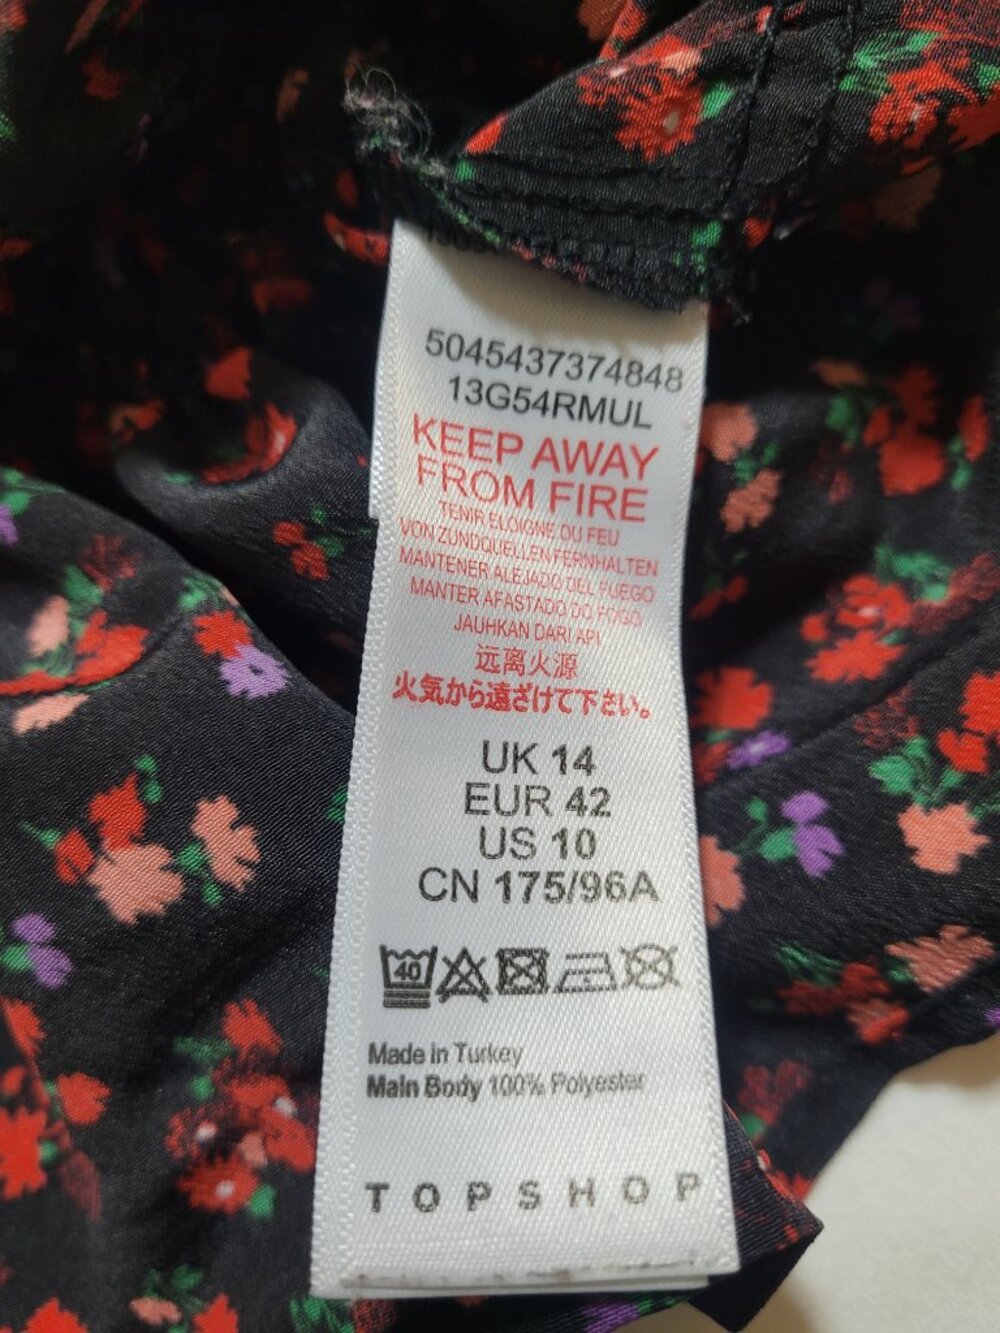 5045437374848
13G54RMUL
KEEP AWAY
FROM FIRE
TENIR ELOIGNE DU FEU
VON ZUNDQUELLEN FERNHALTEN
MANTENER ALEJADO DEL FUEGO
MANTER AFASTADO DO FOGO
JAUHKAN DARI API
远离火源
火気から遠ざけて下さい。
UK 14
EUR 42
US 10
CN 175/96A
40
Made in Turkey
Main Body 100% Polyester
TOPSHOP